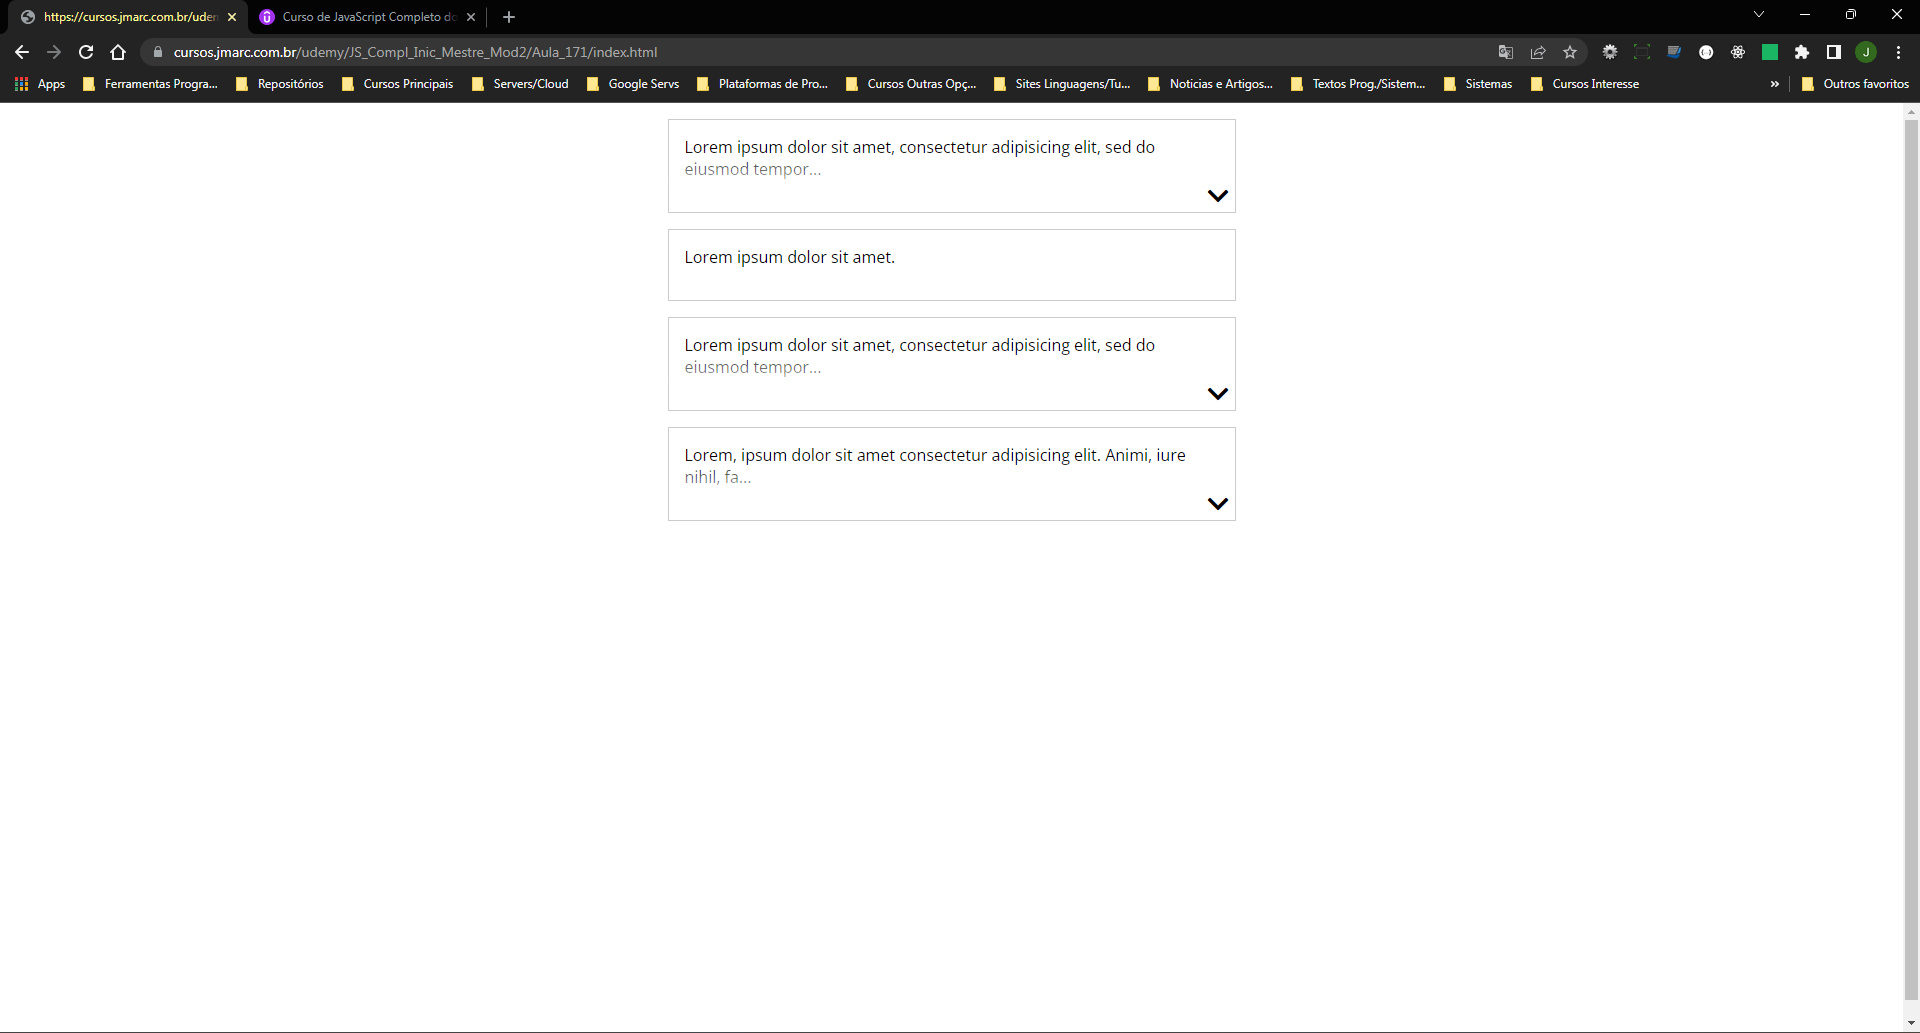 https://cursos.jmarc.com.br/uder
Curso de JavaScript Completo do
cursos.jmarc.com.br/udemy/JS_Compl_Inic_Mestre_Mod2/Aula_171/index.html
J
Apps Ferramentas Progra... Repositórios Cursos Principais Servers/Cloud Google Servs Plataformas de Pro... Cursos Outras Opç... Sites Linguagens/Tu... Noticias e Artigos... Textos Prog./Sistem... Sistemas Cursos Interesse » Outros favoritos
Lorem ipsum dolor sit amet, consectetur adipisicing elit, sed do
eiusmod tempor...
Lorem ipsum dolor sit amet.
Lorem ipsum dolor sit amet, consectetur adipisicing elit, sed do
eiusmod tempor...
Lorem, ipsum dolor sit amet consectetur adipisicing elit. Animi, iure
nihil, fa...